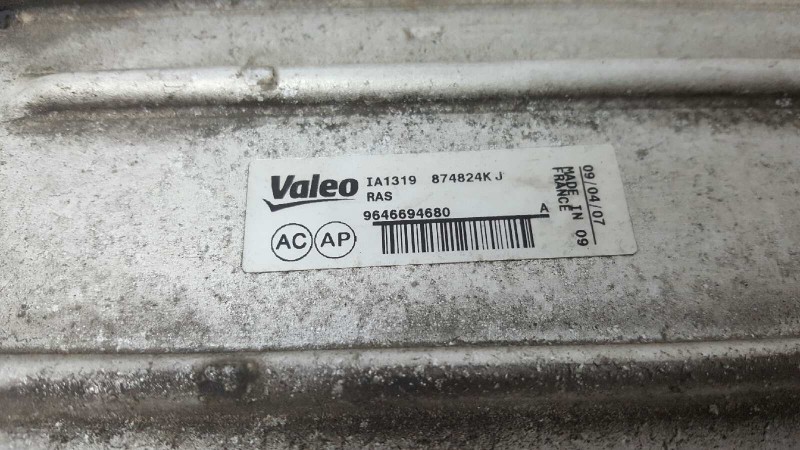 Valeo
IA1319 874824K J
RAS
9646694680 A
AC AP
09/04/07
MADE IN 09
FRANCE